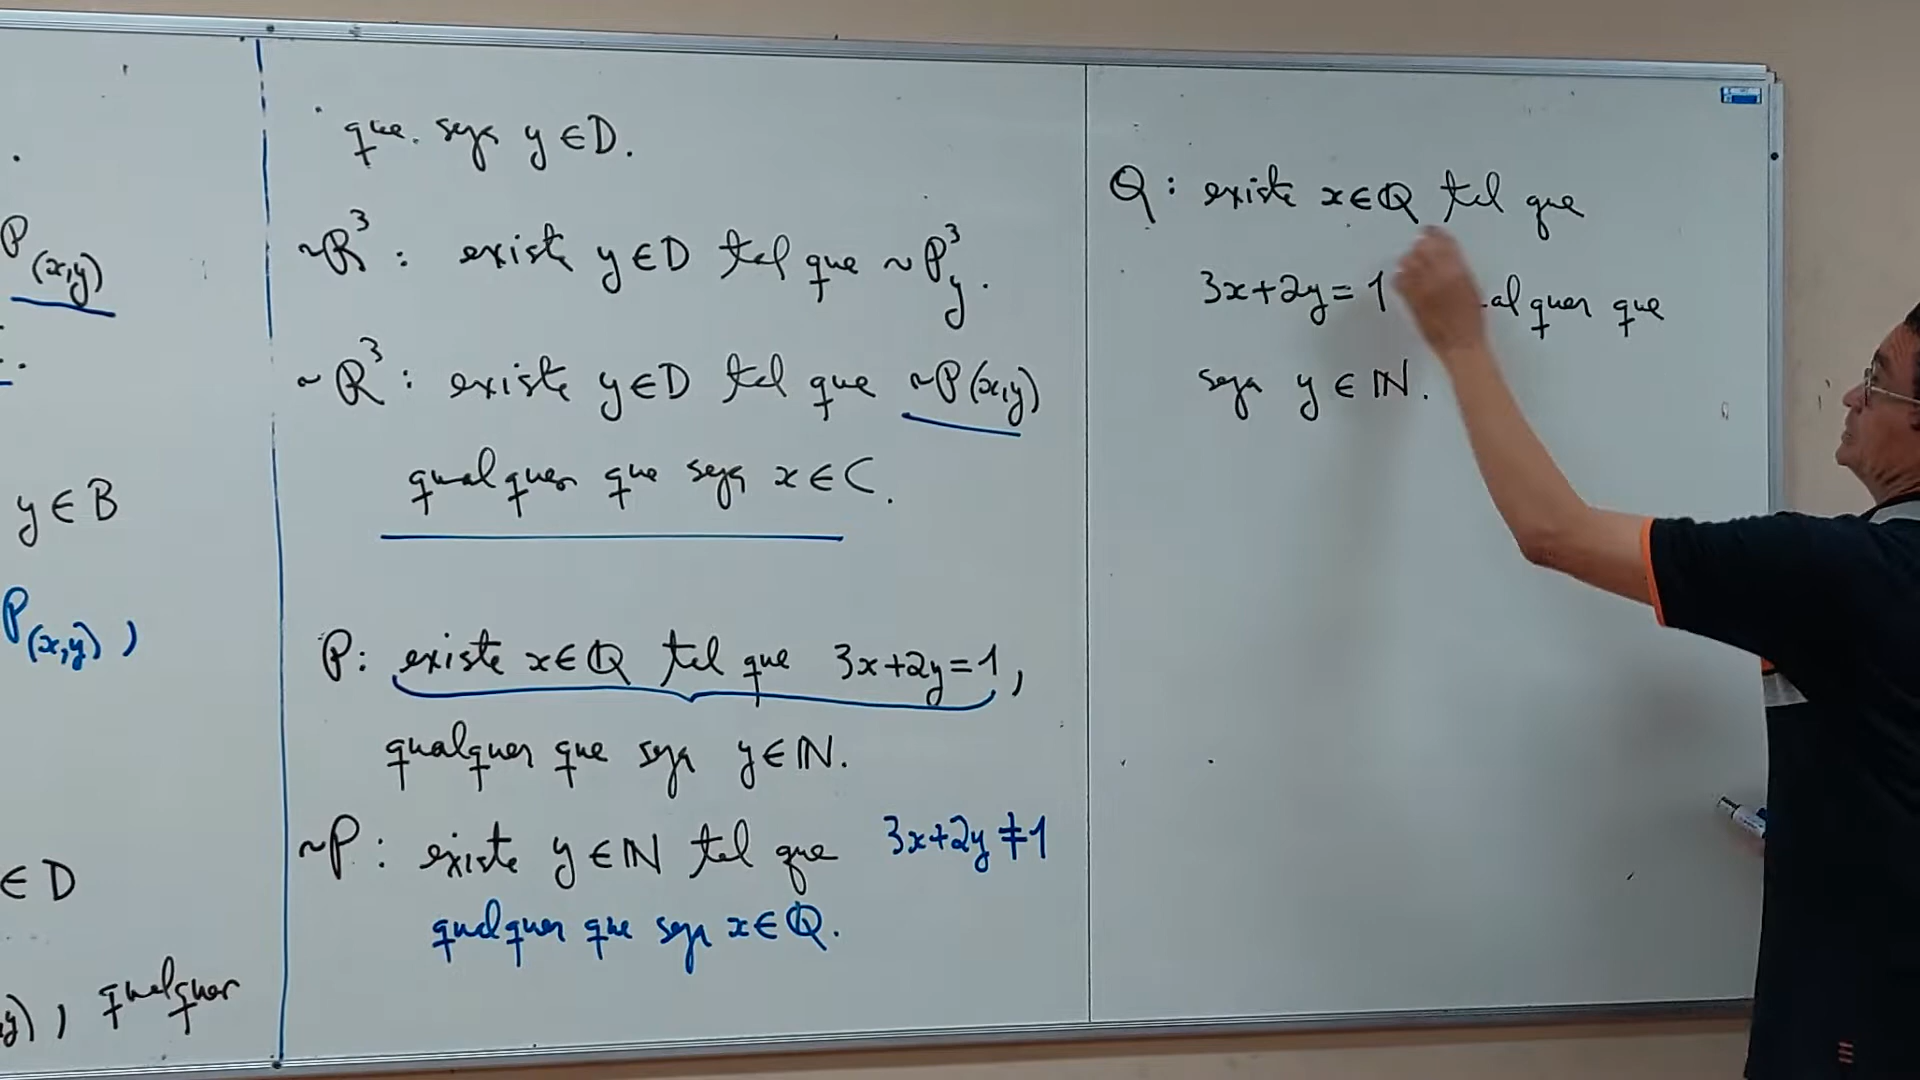 P(x,y)
y ∈ B
P(x,y) ,
∈ D
y) , qualquer
que seja y ∈ D.
~R³ : existe y ∈ D tal que ~P³y.
~R³ : existe y ∈ D tal que ~P(x,y)
qualquer que seja x ∈ C.
P: existe x ∈ ℚ tal que 3x+2y=1,
qualquer que seja y ∈ ℕ.
~P : existe y ∈ ℕ tal que 3x+2y ≠ 1
qualquer que seja x ∈ ℚ.
Q : existe x ∈ ℚ tal que
3x+2y=1 alquer que
seja y ∈ ℕ.